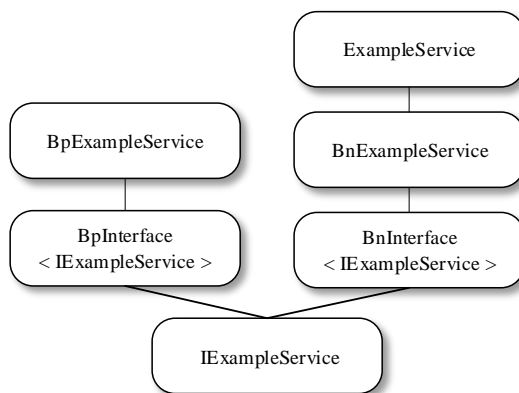 ExampleService
BpExampleService
BnExampleService
BpInterface
< IExampleService >
BnInterface
< IExampleService >
IExampleService